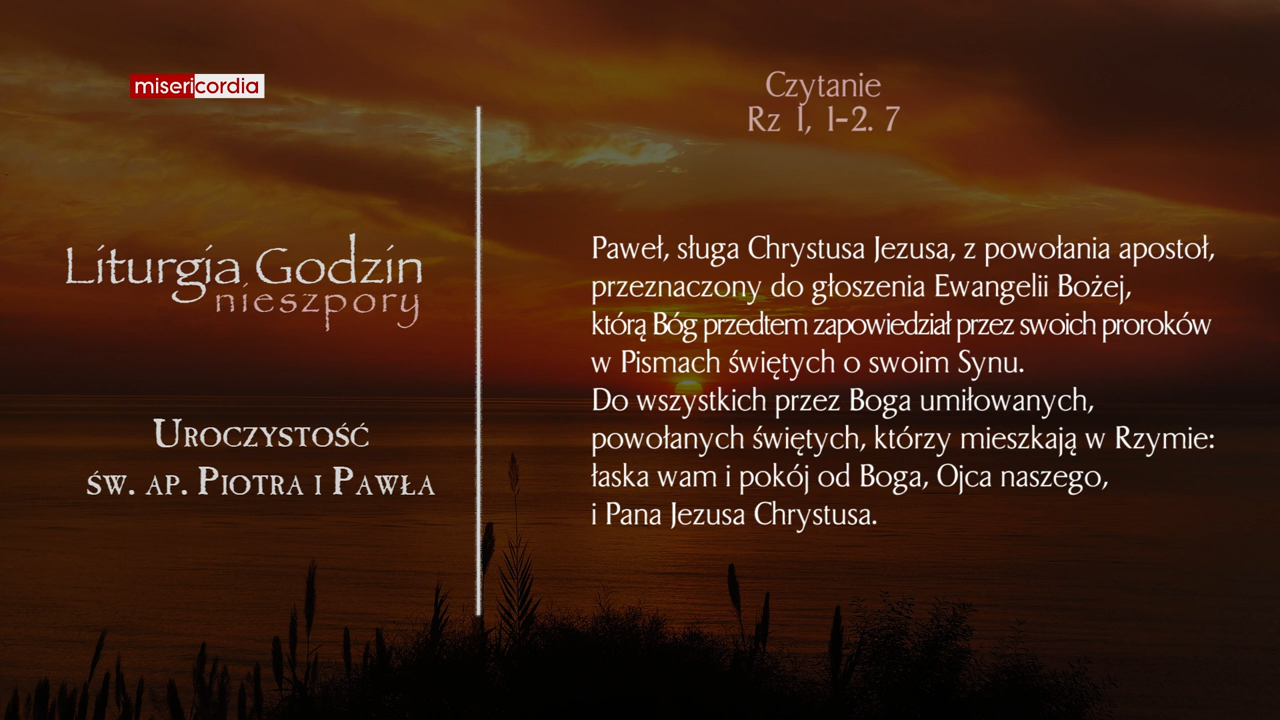 misericordia
Liturgia Godzin
nieszpory
Uroczystość
św. ap. Piotra i Pawła
Czytanie
Rz 1, 1-2. 7
Paweł, sługa Chrystusa Jezusa, z powołania apostoł,
przeznaczony do głoszenia Ewangelii Bożej,
którą Bóg przedtem zapowiedział przez swoich proroków
w Pismach świętych o swoim Synu.
Do wszystkich przez Boga umiłowanych,
powołanych świętych, którzy mieszkają w Rzymie:
łaska wam i pokój od Boga, Ojca naszego,
i Pana Jezusa Chrystusa.